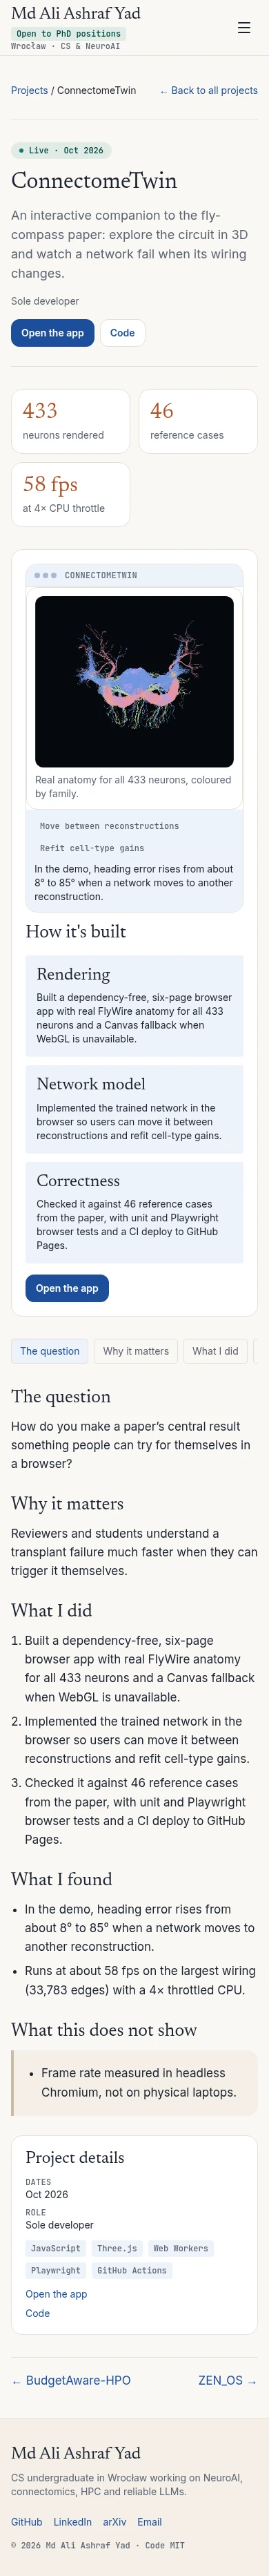 Md Ali Ashraf Yad
Open to PhD positions
Wrocław · CS & NeuroAI
Projects / ConnectomeTwin
← Back to all projects
Live · Oct 2026
ConnectomeTwin
An interactive companion to the fly-
compass paper: explore the circuit in 3D
and watch a network fail when its wiring
changes.
Sole developer
Open the app
Code
433
neurons rendered
46
reference cases
58 fps
at 4× CPU throttle
CONNECTOMETWIN
Real anatomy for all 433 neurons, coloured
by family.
Move between reconstructions
Refit cell-type gains
In the demo, heading error rises from about
8° to 85° when a network moves to another
reconstruction.
How it's built
Rendering
Built a dependency-free, six-page browser
app with real FlyWire anatomy for all 433
neurons and a Canvas fallback when
WebGL is unavailable.
Network model
Implemented the trained network in the
browser so users can move it between
reconstructions and refit cell-type gains.
Correctness
Checked it against 46 reference cases
from the paper, with unit and Playwright
browser tests and a CI deploy to GitHub
Pages.
Open the app
The question
Why it matters
What I did
The question
How do you make a paper’s central result
something people can try for themselves in
a browser?
Why it matters
Reviewers and students understand a
transplant failure much faster when they can
trigger it themselves.
What I did
1. Built a dependency-free, six-page
browser app with real FlyWire anatomy
for all 433 neurons and a Canvas fallback
when WebGL is unavailable.
2. Implemented the trained network in the
browser so users can move it between
reconstructions and refit cell-type gains.
3. Checked it against 46 reference cases
from the paper, with unit and Playwright
browser tests and a CI deploy to GitHub
Pages.
What I found
• In the demo, heading error rises from
about 8° to 85° when a network moves to
another reconstruction.
• Runs at about 58 fps on the largest wiring
(33,783 edges) with a 4× throttled CPU.
What this does not show
• Frame rate measured in headless
Chromium, not on physical laptops.
Project details
DATES
Oct 2026
ROLE
Sole developer
JavaScript
Three.js
Web Workers
Playwright
GitHub Actions
Open the app
Code
← BudgetAware-HPO
ZEN_OS →
Md Ali Ashraf Yad
CS undergraduate in Wrocław working on NeuroAI,
connectomics, HPC and reliable LLMs.
GitHub
LinkedIn
arXiv
Email
© 2026 Md Ali Ashraf Yad · Code MIT